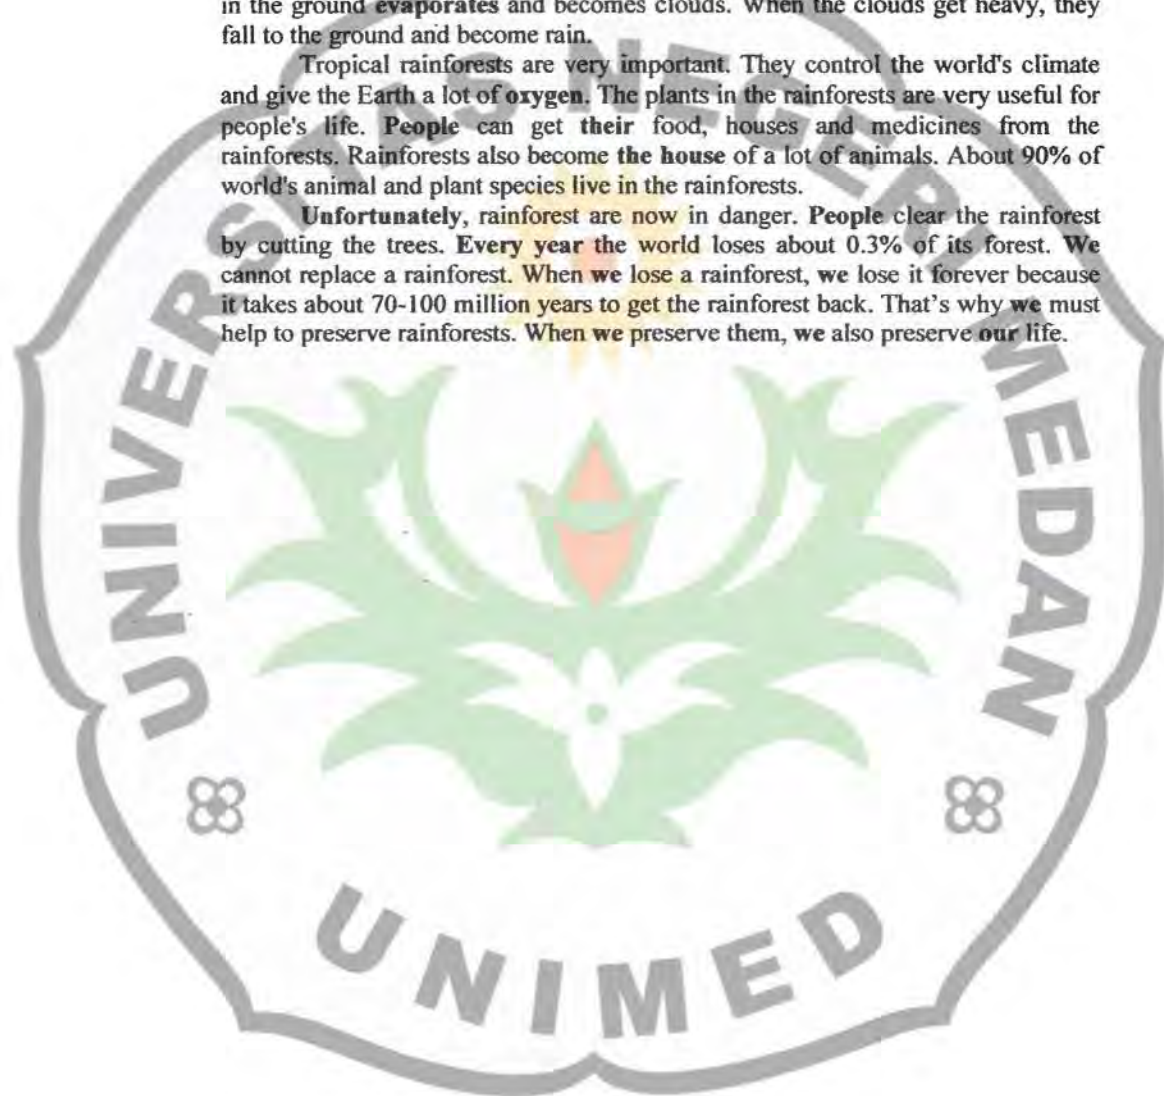 in the ground evaporates and becomes clouds. When the clouds get heavy, they
fall to the ground and become rain.
Tropical rainforests are very important. They control the world's climate
and give the Earth a lot of oxygen. The plants in the rainforests are very useful for
people's life. People can get their food, houses and medicines from the
rainforests. Rainforests also become the house of a lot of animals. About 90% of
world's animal and plant species live in the rainforests.
Unfortunately, rainforest are now in danger. People clear the rainforest
by cutting the trees. Every year the world loses about 0.3% of its forest. We
cannot replace a rainforest. When we lose a rainforest, we lose it forever because
it takes about 70-100 million years to get the rainforest back. That's why we must
help to preserve rainforests. When we preserve them, we also preserve our life.
UNIVERSITAS NEGERI MEDAN
UNIMED